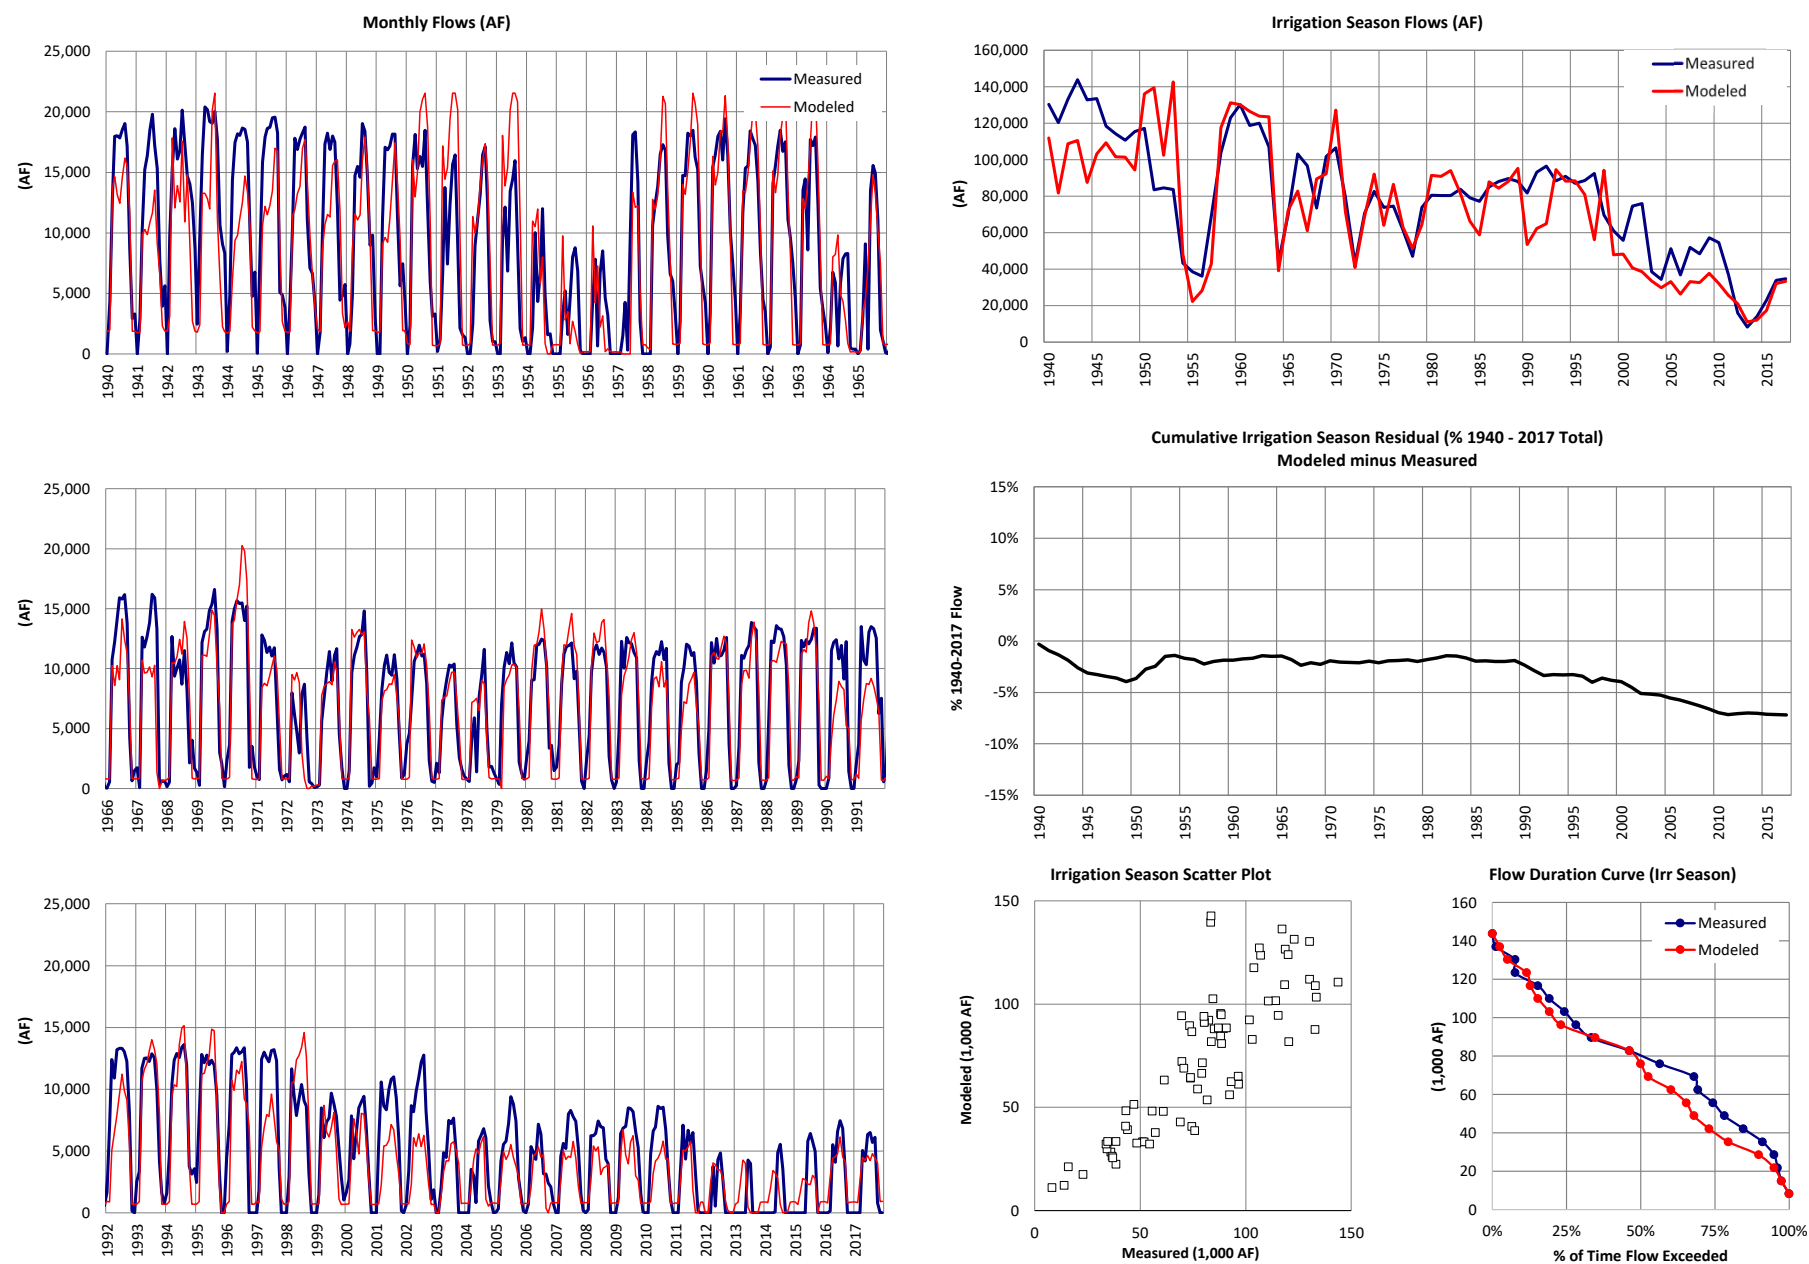 Monthly Flows (AF)
25,000
20,000
15,000
10,000
5,000
0
(AF)
Measured
Modeled
1940 1941 1942 1943 1944 1945 1946 1947 1948 1949 1950 1951 1952 1953 1954 1955 1956 1957 1958 1959 1960 1961 1962 1963 1964 1965
25,000
20,000
15,000
10,000
5,000
0
(AF)
1966 1967 1968 1969 1970 1971 1972 1973 1974 1975 1976 1977 1978 1979 1980 1981 1982 1983 1984 1985 1986 1987 1988 1989 1990 1991
25,000
20,000
15,000
10,000
5,000
0
(AF)
1992 1993 1994 1995 1996 1997 1998 1999 2000 2001 2002 2003 2004 2005 2006 2007 2008 2009 2010 2011 2012 2013 2014 2015 2016 2017
Irrigation Season Flows (AF)
160,000
140,000
120,000
100,000
80,000
60,000
40,000
20,000
0
(AF)
Measured
Modeled
1940 1945 1950 1955 1960 1965 1970 1975 1980 1985 1990 1995 2000 2005 2010 2015
Cumulative Irrigation Season Residual (% 1940 - 2017 Total)
Modeled minus Measured
15%
10%
5%
0%
-5%
-10%
-15%
% 1940-2017 Flow
1940 1945 1950 1955 1960 1965 1970 1975 1980 1985 1990 1995 2000 2005 2010 2015
Irrigation Season Scatter Plot
150
100
50
0
Modeled (1,000 AF)
0 50 100 150
Measured (1,000 AF)
Flow Duration Curve (Irr Season)
160
140
120
100
80
60
40
20
0
(1,000 AF)
Measured
Modeled
0% 25% 50% 75% 100%
% of Time Flow Exceeded